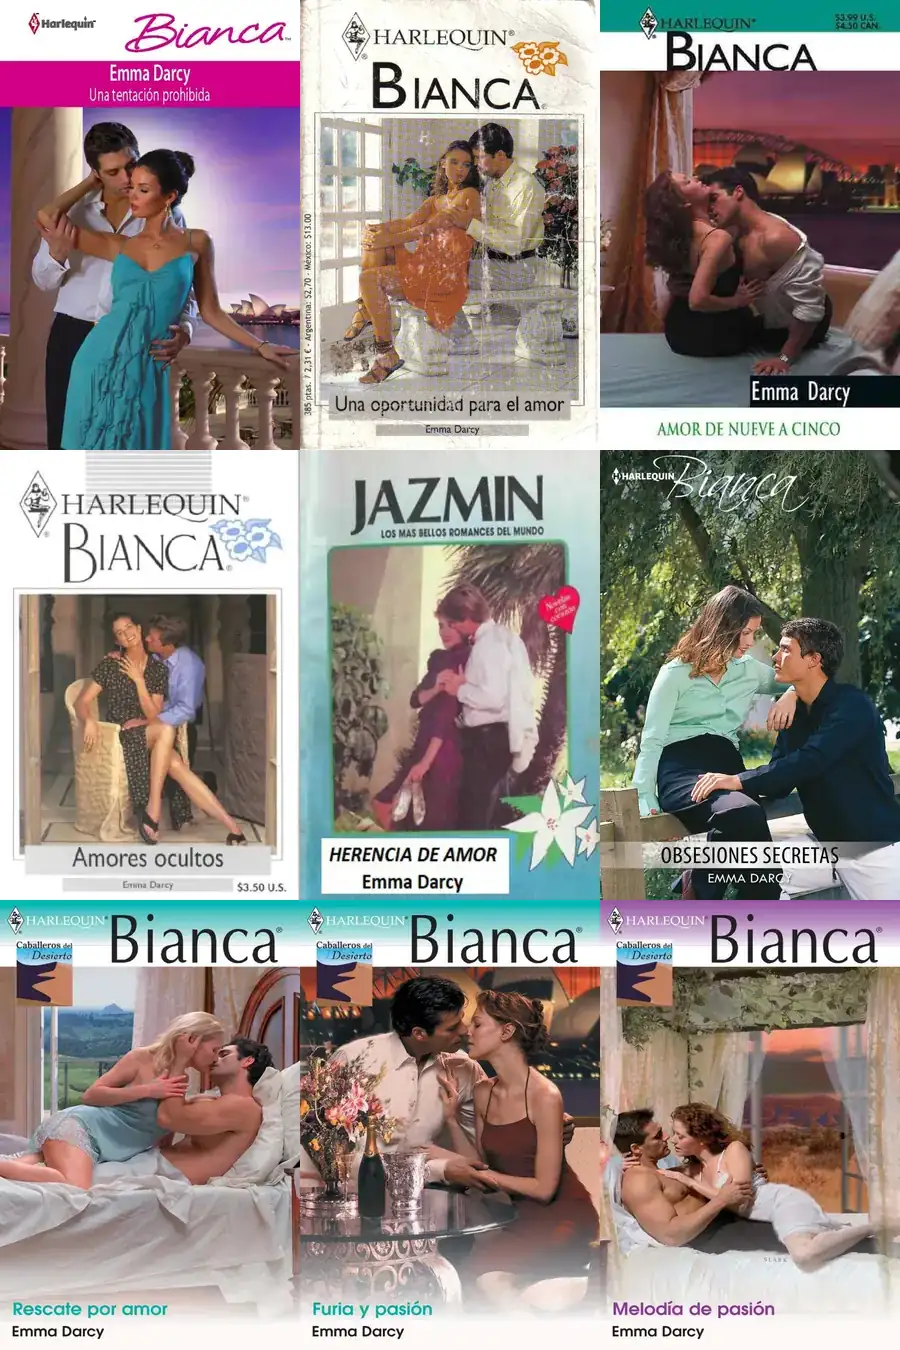 Harlequin
Bianca
Emma Darcy
Una tentación prohibida
HARLEQUIN®
BIANCA®
385 ptas. / 2,31 € - Argentina: $2,70 - México: $13.00
Una oportunidad para el amor
Emma Darcy
HARLEQUIN®
$3.99 U.S.
$4.50 CAN.
BIANCA
Emma Darcy
AMOR DE NUEVE A CINCO
HARLEQUIN®
BIANCA®
Amores ocultos
Emma Darcy
$3.50 U.S.
JAZMIN
LOS MAS BELLOS ROMANCES DEL MUNDO
Novelas
con
corazón
HERENCIA DE AMOR
Emma Darcy
HARLEQUIN
Bianca
OBSESIONES SECRETAS
EMMA DARCY
HARLEQUIN®
Bianca®
Caballeros del
Desierto
Rescate por amor
Emma Darcy
HARLEQUIN®
Bianca®
Caballeros del
Desierto
Furia y pasión
Emma Darcy
HARLEQUIN®
Bianca®
Caballeros del
Desierto
Melodía de pasión
Emma Darcy